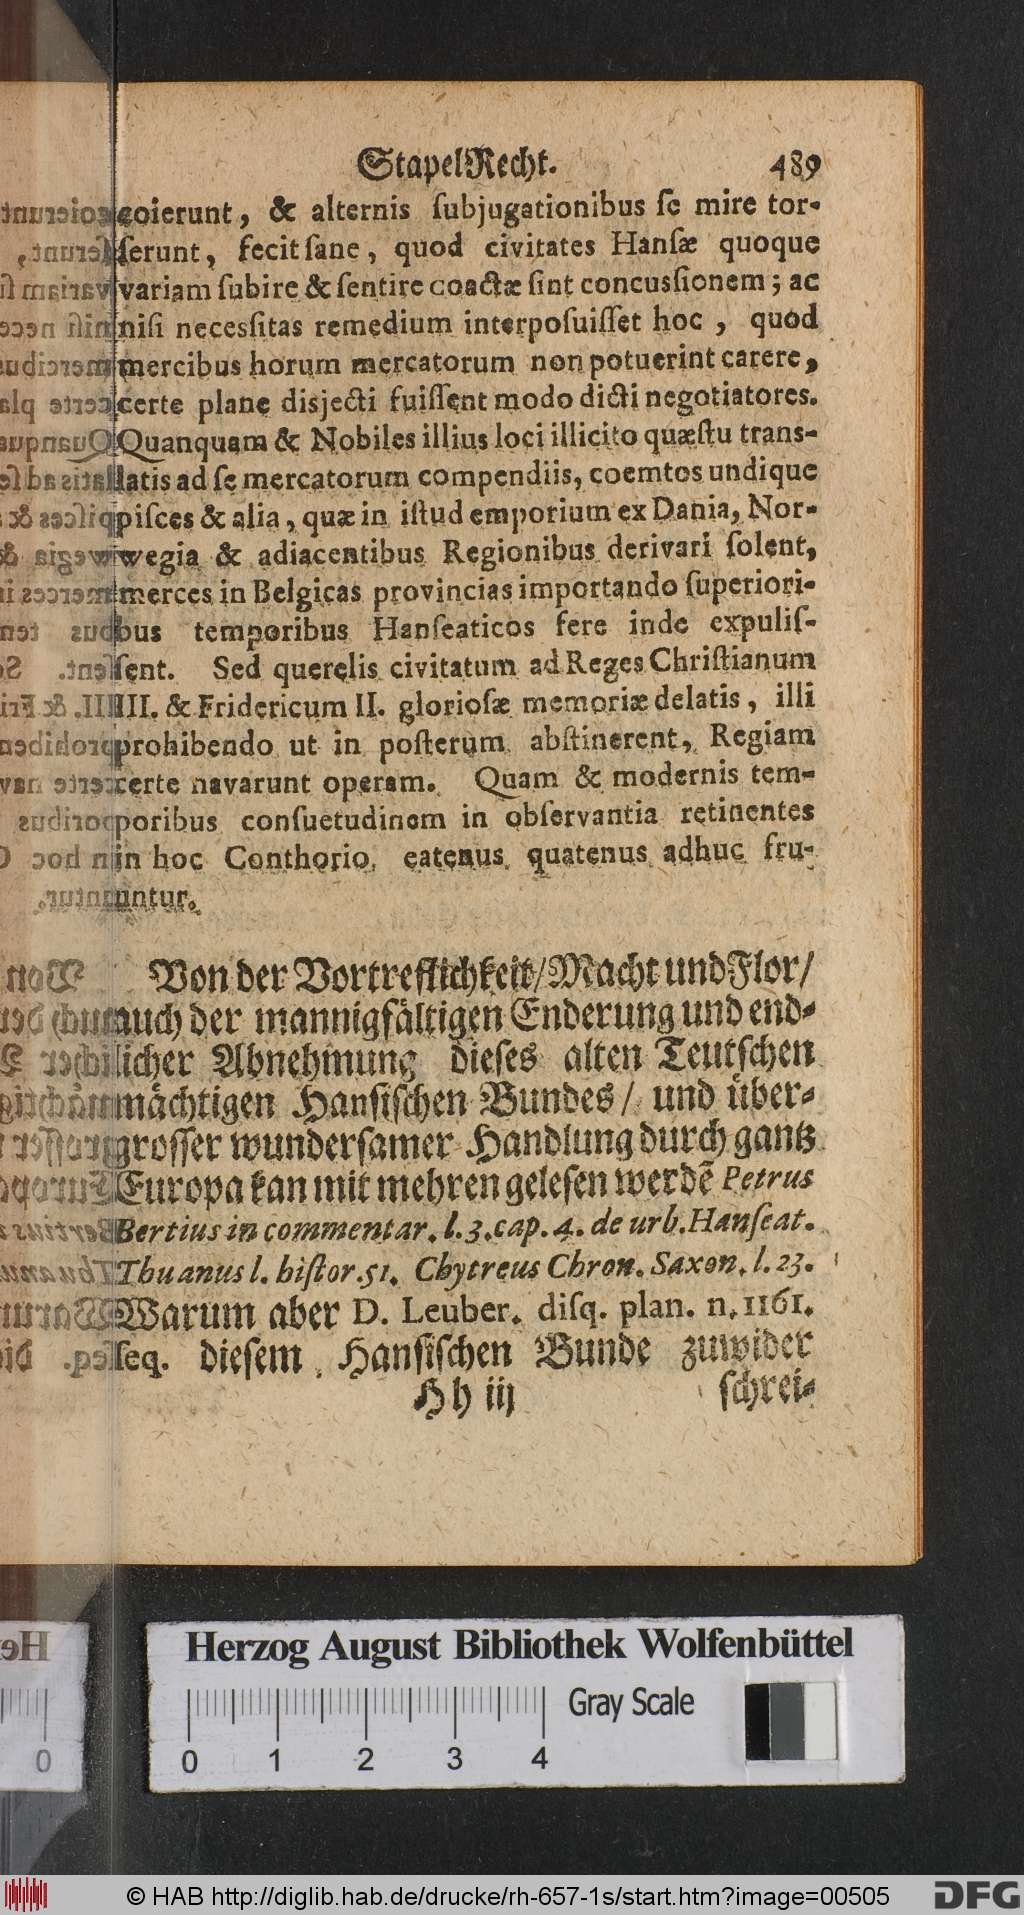 StapelRecht. 489
coierunt, & alternis ſubjugationibus ſe mire tor-
ſerunt, fecit ſane, quod civitates Hanſæ quoque
variam ſubire & ſentire coactæ ſint concussionem; ac
niſi necesſitas remedium interpoſuiſſet hoc, quod
mercibus horum mercatorum non potuerint carere,
certe plane disjecti fuiſſent modo dicti negotiatores.
Quanquam & Nobiles illius loci illicito quæſtu trans-
latis ad ſe mercatorum compendiis, coemtos undique
piſces & alia, quæ in iſtud emporium ex Dania, Nor-
wegia & adiacentibus Regionibus derivari ſolent,
merces in Belgicas provincias importando ſuperiori-
bus temporibus Hanſeaticos fere inde expuliſ-
ſent. Sed querelis civitatum ad Reges Chriſtianum
III. & Fridericum II. glorioſæ memoriæ delatis, illi
prohibendo ut in poſterum abſtinerent, Regiam
certe navarunt operam. Quam & modernis tem-
poribus conſuetudinem in obſervantia retinentes
in hoc Conthorio eatenus quatenus adhuc fru-
untur.
Von der Vortreflichkeit/ Macht und Flor/
auch der mannigfältigen Enderung und end-
licher Abnehmung dieſes alten Teutſchen
mächtigen Hanſiſchen Bundes/ und über-
groſſer wunderſamer Handlung durch gantz
Europa kan mit mehren geleſen werdẽ Petrus
Bertius in commentar. l. 3. cap. 4. de urb. Hanſeat.
Thuanus l. hiſtor. 51. Chytreus Chron. Saxon. l. 23.
Warum aber D. Leuber. diſq. plan. n. 1161.
ſeq. dieſem Hanſiſchen Bunde zuwider
Hh iij ſchrei-
Herzog August Bibliothek Wolfenbüttel
Gray Scale
0 1 2 3 4
© HAB http://diglib.hab.de/drucke/rh-657-1s/start.htm?image=00505
DFG